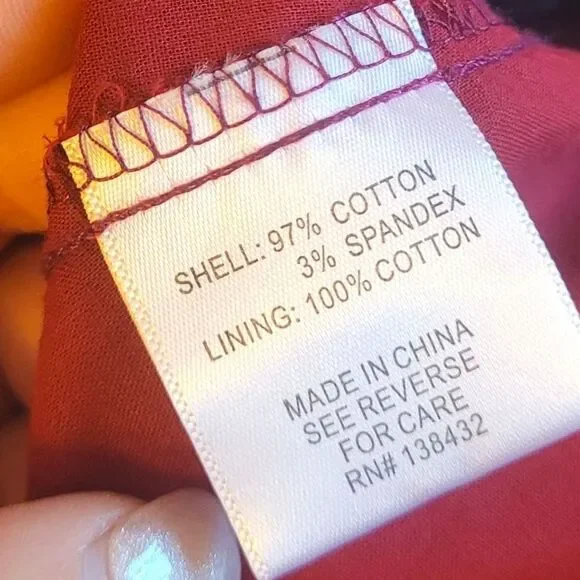 SHELL: 97% COTTON
3% SPANDEX
LINING: 100% COTTON
MADE IN CHINA
SEE REVERSE
FOR CARE
RN# 138432